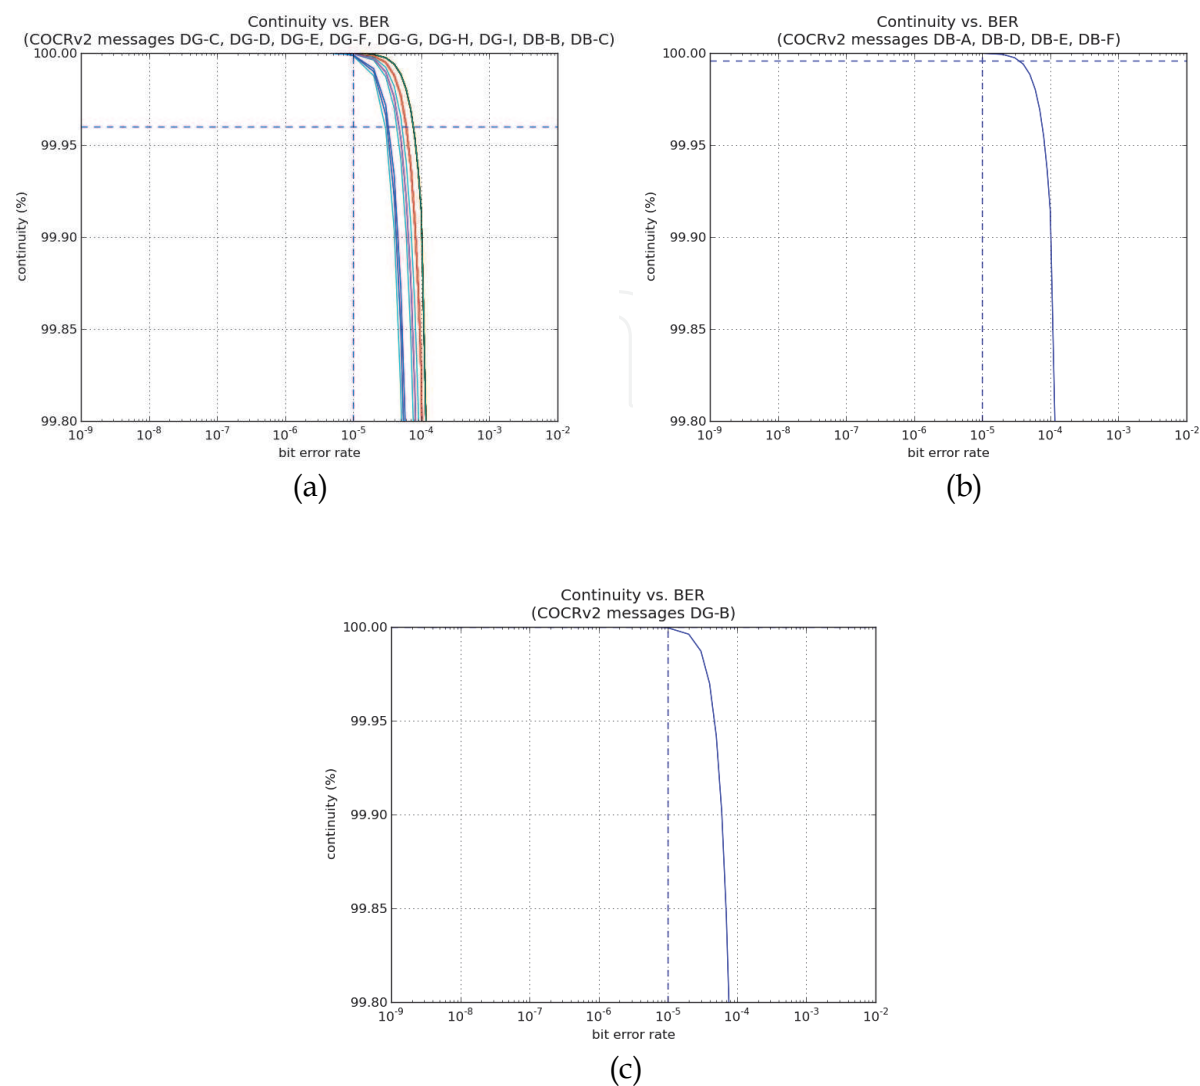 Continuity vs. BER
(COCRv2 messages DG-C, DG-D, DG-E, DG-F, DG-G, DG-H, DG-I, DB-B, DB-C)
100.00
99.95
99.90
99.85
99.80
continuity (%)
10^-9 10^-8 10^-7 10^-6 10^-5 10^-4 10^-3 10^-2
bit error rate
(a)
Continuity vs. BER
(COCRv2 messages DB-A, DB-D, DB-E, DB-F)
100.00
99.95
99.90
99.85
99.80
continuity (%)
10^-9 10^-8 10^-7 10^-6 10^-5 10^-4 10^-3 10^-2
bit error rate
(b)
Continuity vs. BER
(COCRv2 messages DG-B)
100.00
99.95
99.90
99.85
99.80
continuity (%)
10^-9 10^-8 10^-7 10^-6 10^-5 10^-4 10^-3 10^-2
bit error rate
(c)